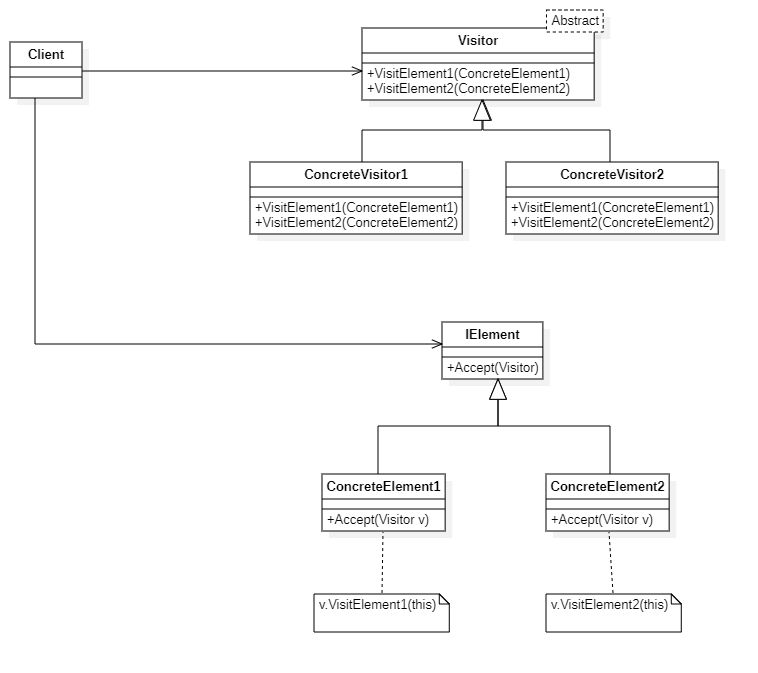 Abstract
Client
Visitor
+VisitElement1(ConcreteElement1)
+VisitElement2(ConcreteElement2)
ConcreteVisitor1
+VisitElement1(ConcreteElement1)
+VisitElement2(ConcreteElement2)
ConcreteVisitor2
+VisitElement1(ConcreteElement1)
+VisitElement2(ConcreteElement2)
IElement
+Accept(Visitor)
ConcreteElement1
+Accept(Visitor v)
ConcreteElement2
+Accept(Visitor v)
v.VisitElement1(this)
v.VisitElement2(this)